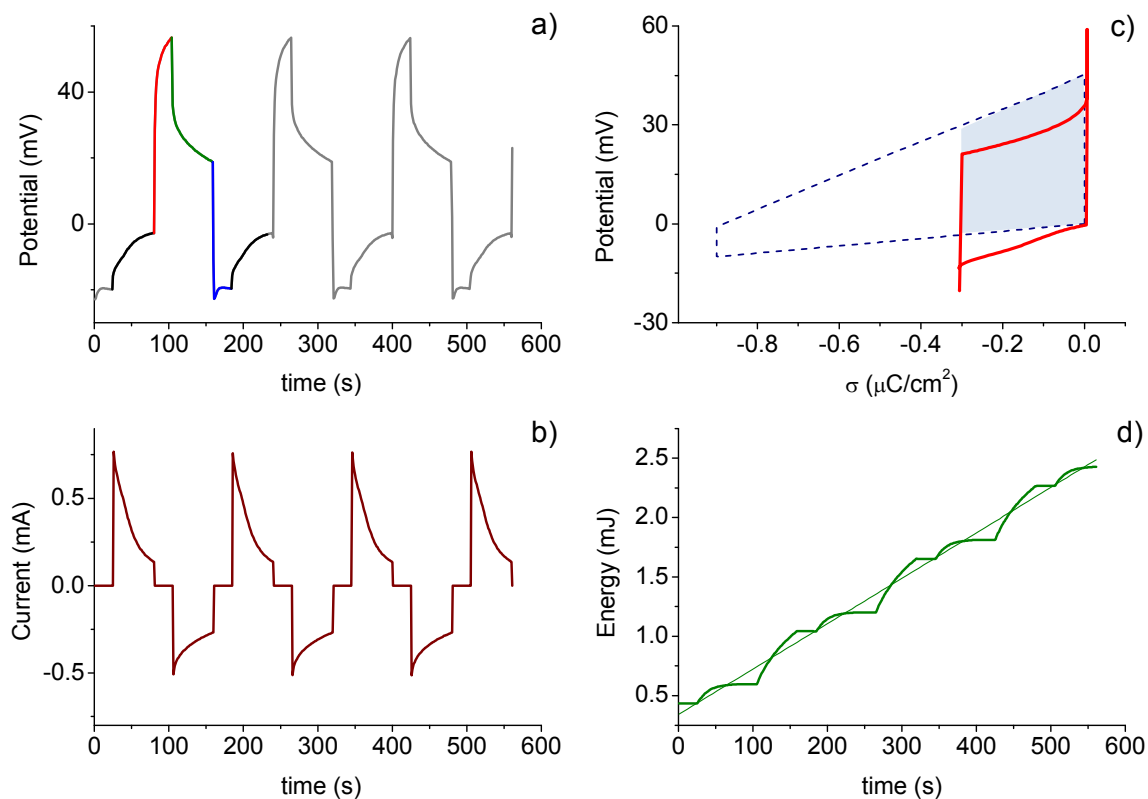 a)
Potential (mV)
40
0
0 100 200 300 400 500 600
time (s)
c)
Potential (mV)
60
30
0
-30
-0.8 -0.6 -0.4 -0.2 0.0
σ (μC/cm²)
b)
Current (mA)
0.5
0.0
-0.5
0 100 200 300 400 500 600
time (s)
d)
Energy (mJ)
2.5
2.0
1.5
1.0
0.5
0 100 200 300 400 500 600
time (s)